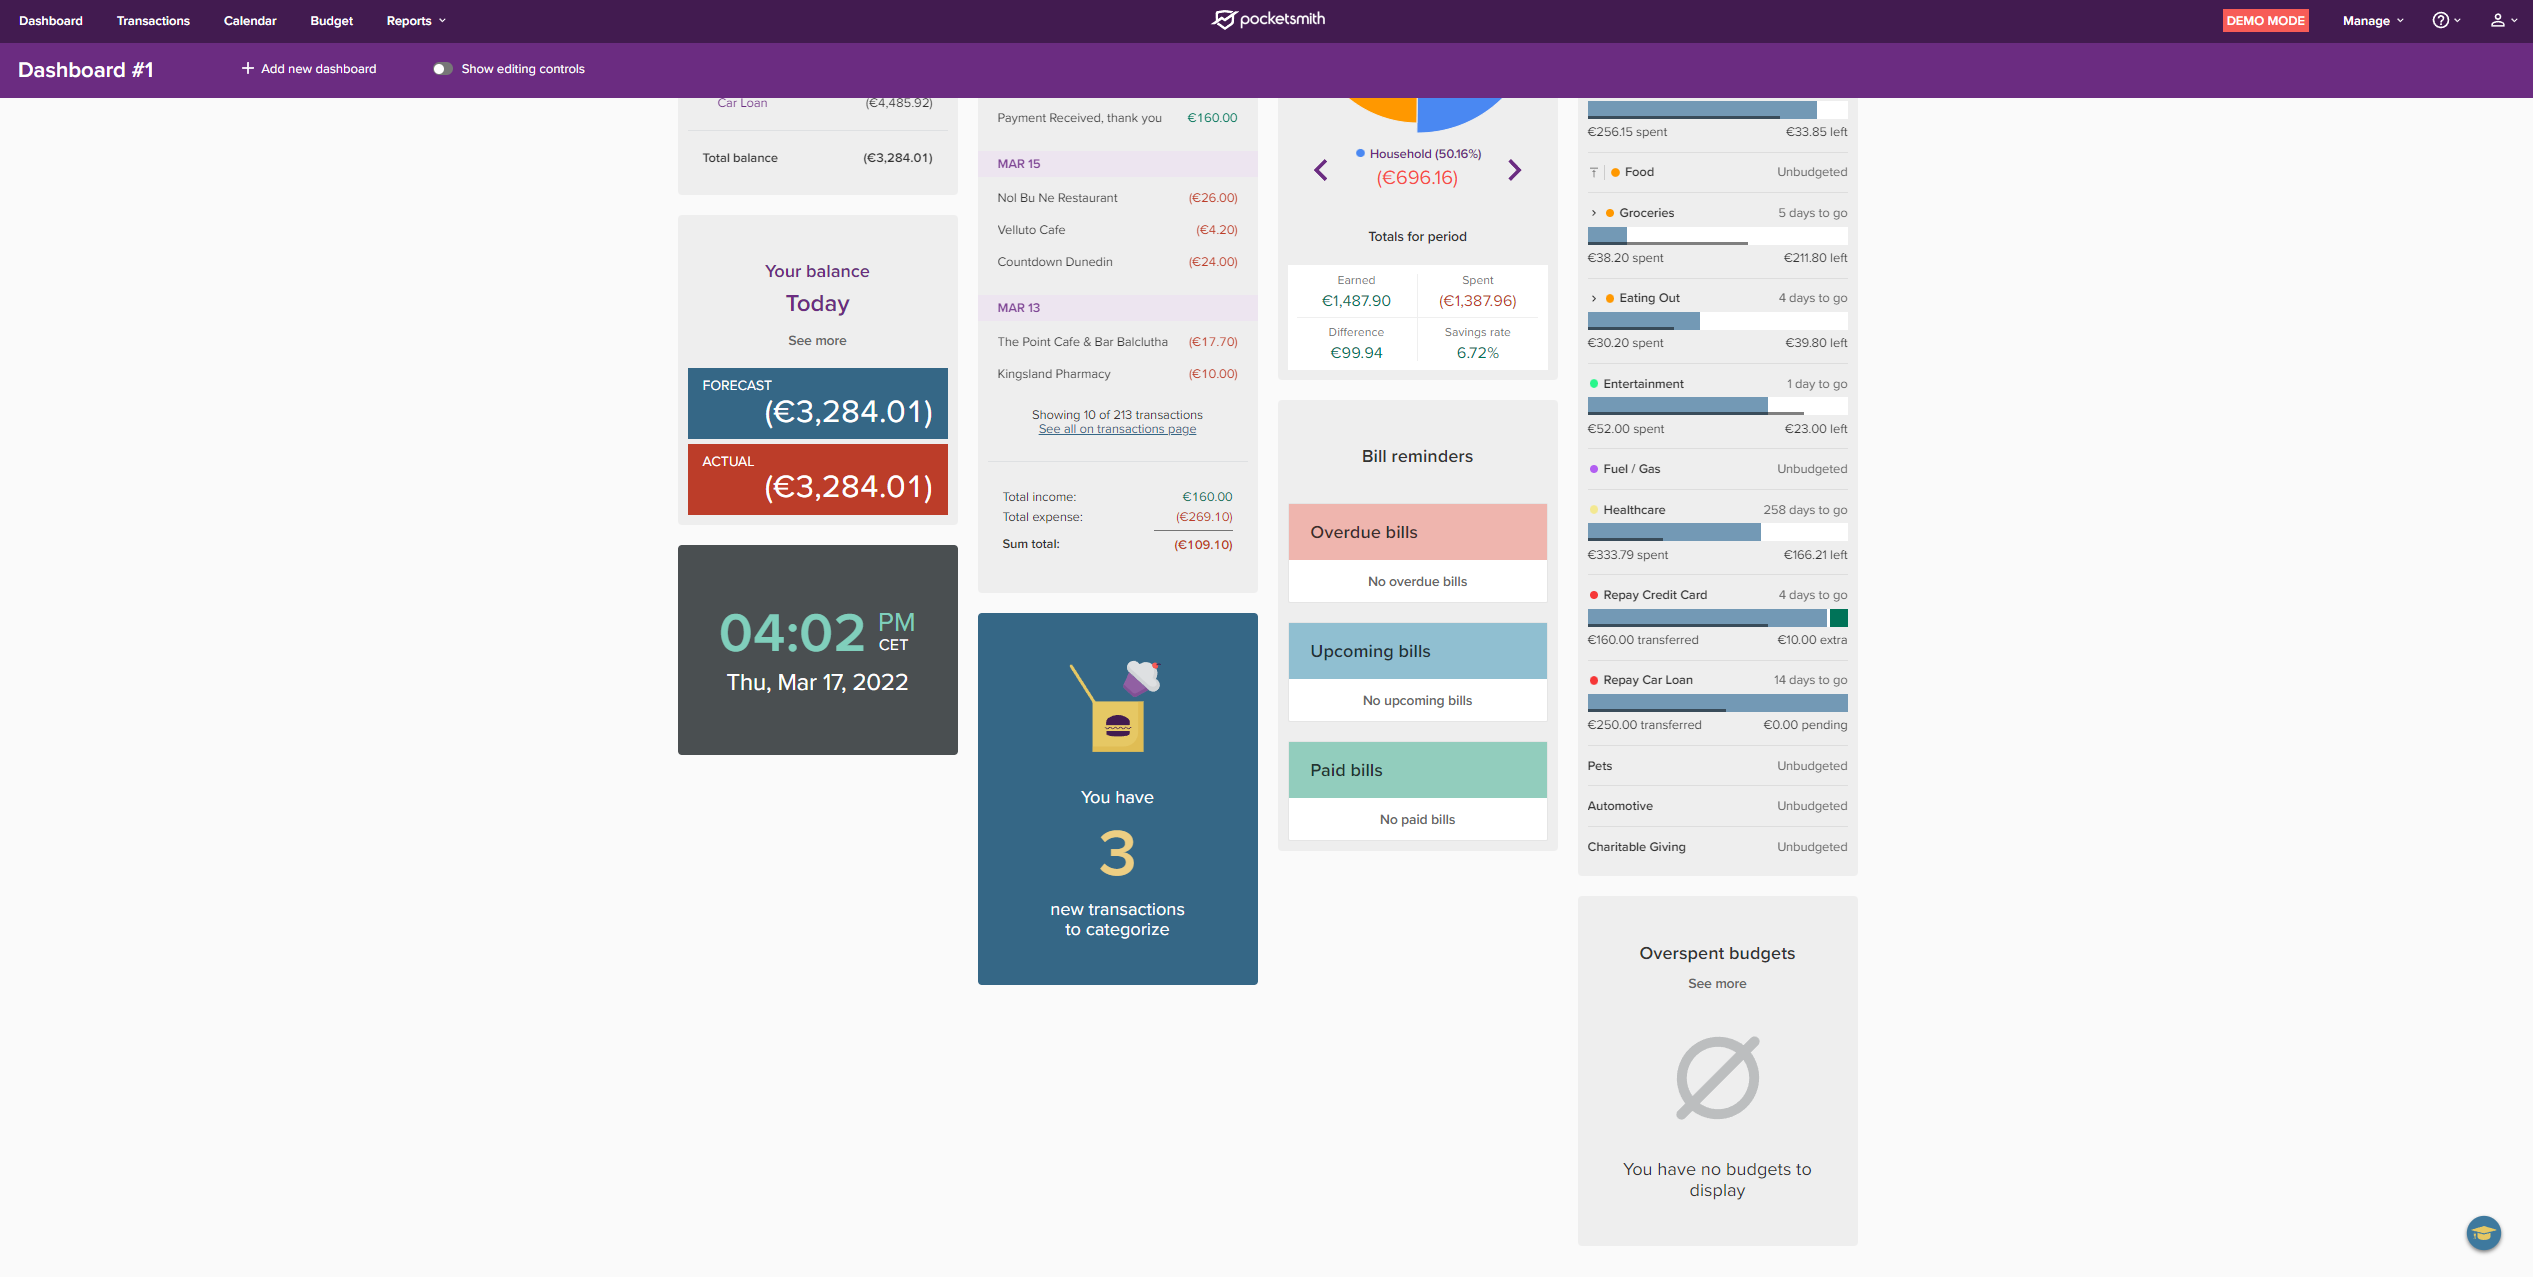 Dashboard Transactions Calendar Budget Reports pocketsmith DEMO MODE Manage
Dashboard #1 Add new dashboard Show editing controls
Car Loan (€4,485.92)
Total balance (€3,284.01)
Your balance
Today
See more
FORECAST
(€3,284.01)
ACTUAL
(€3,284.01)
04:02 PM
CET
Thu, Mar 17, 2022
Payment Received, thank you €160.00
MAR 15
Nol Bu Ne Restaurant (€26.00)
Velluto Cafe (€4.20)
Countdown Dunedin (€24.00)
MAR 13
The Point Cafe & Bar Balclutha (€17.70)
Kingsland Pharmacy (€10.00)
Showing 10 of 213 transactions
See all on transactions page
Total income: €160.00
Total expense: (€269.10)
Sum total: (€109.10)
You have
3
new transactions
to categorize
Household (50.16%)
(€696.16)
Totals for period
Earned Spent
€1,487.90 (€1,387.96)
Difference Savings rate
€99.94 6.72%
Bill reminders
Overdue bills
No overdue bills
Upcoming bills
No upcoming bills
Paid bills
No paid bills
€256.15 spent €33.85 left
Food Unbudgeted
Groceries 5 days to go
€38.20 spent €211.80 left
Eating Out 4 days to go
€30.20 spent €39.80 left
Entertainment 1 day to go
€52.00 spent €23.00 left
Fuel / Gas Unbudgeted
Healthcare 258 days to go
€333.79 spent €166.21 left
Repay Credit Card 4 days to go
€160.00 transferred €10.00 extra
Repay Car Loan 14 days to go
€250.00 transferred €0.00 pending
Pets Unbudgeted
Automotive Unbudgeted
Charitable Giving Unbudgeted
Overspent budgets
See more
You have no budgets to
display